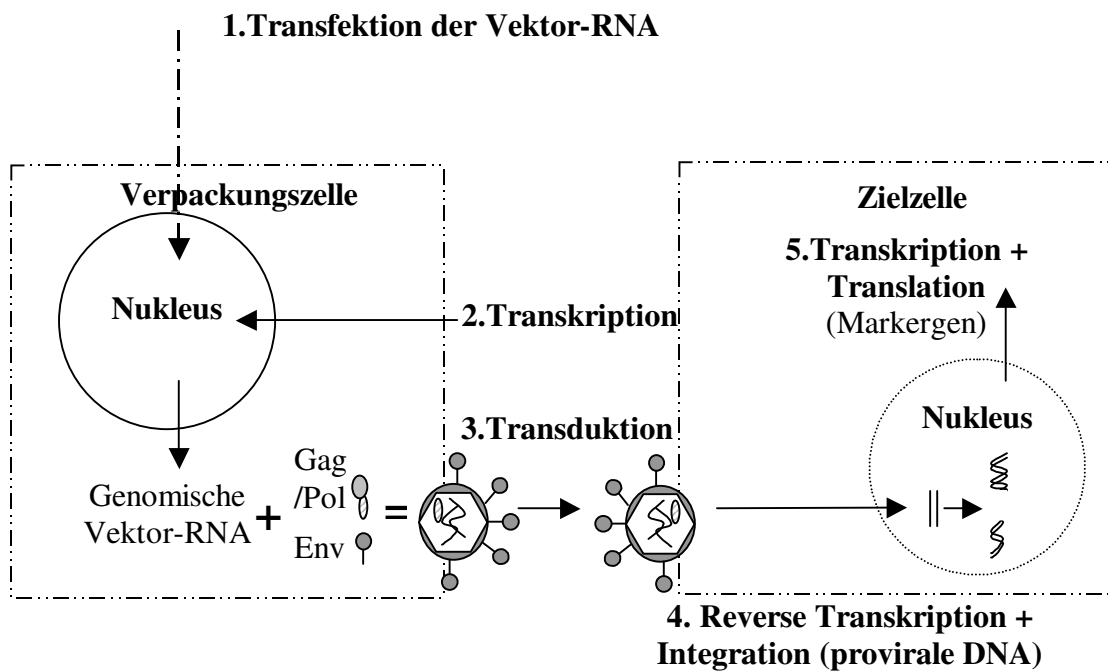 1.Transfektion der Vektor-RNA
Verpackungszelle
Nukleus
2.Transkription
Genomische
Vektor-RNA
+
Gag
/Pol
Env
=
3.Transduktion
Zielzelle
5.Transkription +
Translation
(Markergen)
Nukleus
4. Reverse Transkription +
Integration (provirale DNA)